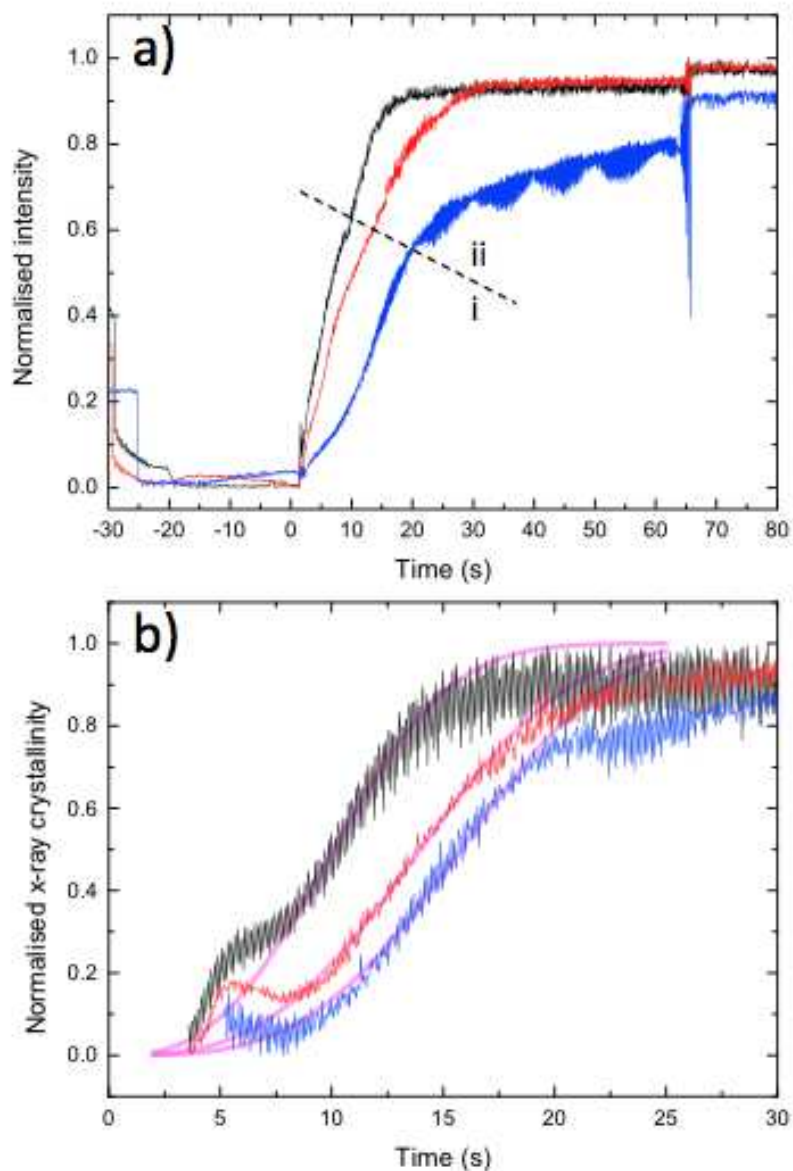 a)
1.0
0.8
0.6
0.4
0.2
0.0
Normalised intensity
ii
i
-30 -20 -10 0 10 20 30 40 50 60 70 80
Time (s)
b)
1.0
0.8
0.6
0.4
0.2
0.0
Normalised x-ray crystallinity
0 5 10 15 20 25 30
Time (s)